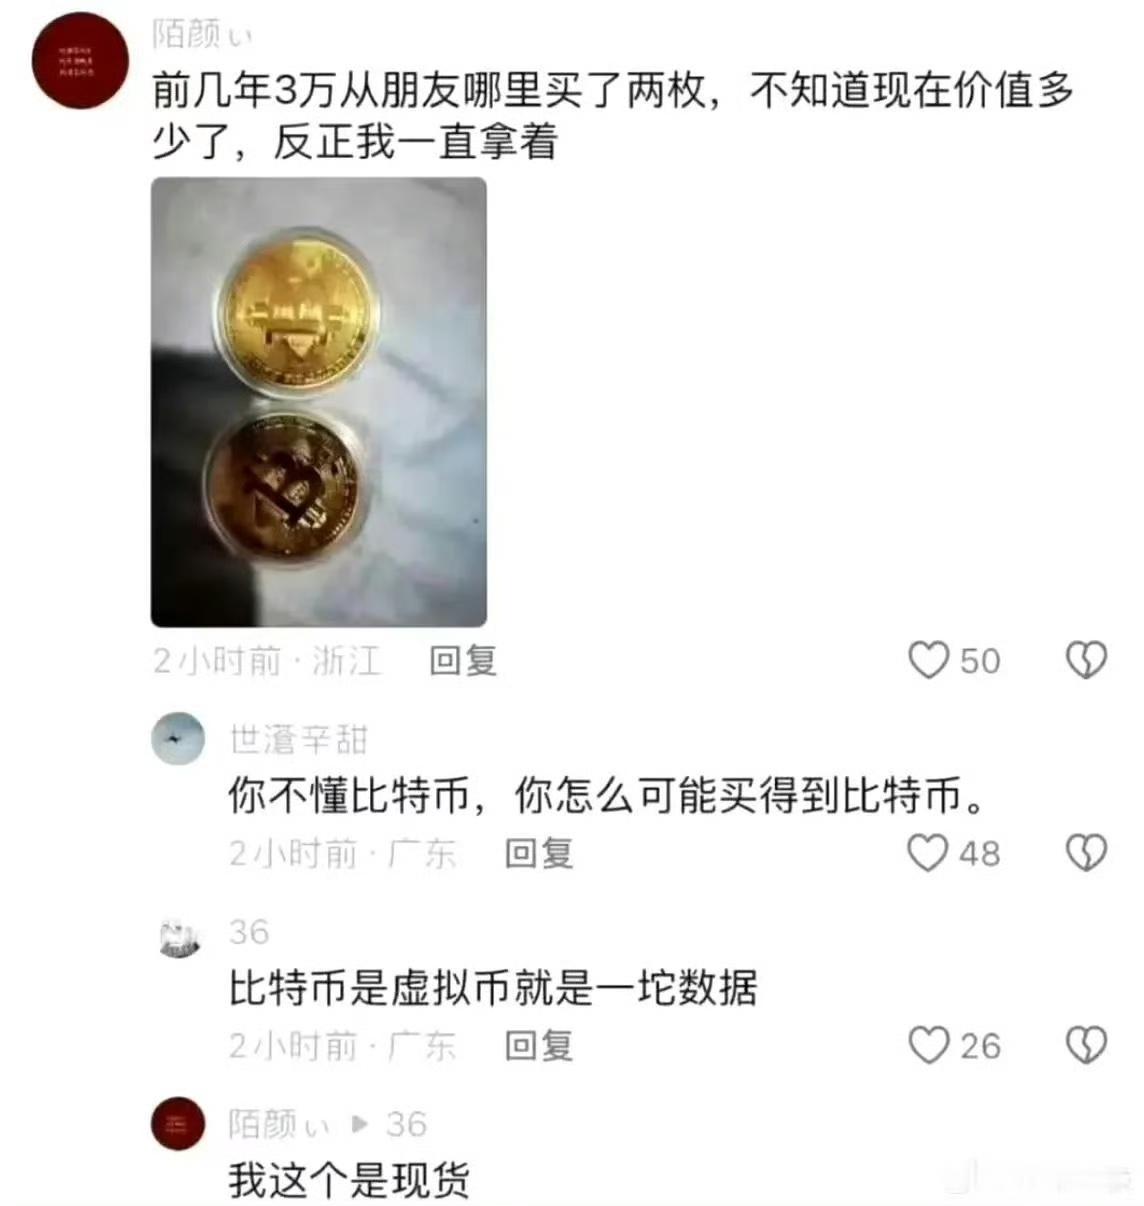 陌颜ぃ
前几年3万从朋友哪里买了两枚，不知道现在价值多
少了，反正我一直拿着
2小时前·浙江 回复 50
世濸辛甜
你不懂比特币，你怎么可能买得到比特币。
2小时前·广东 回复 48
36
比特币是虚拟币就是一坨数据
2小时前·广东 回复 26
陌颜ぃ ▶ 36
我这个是现货